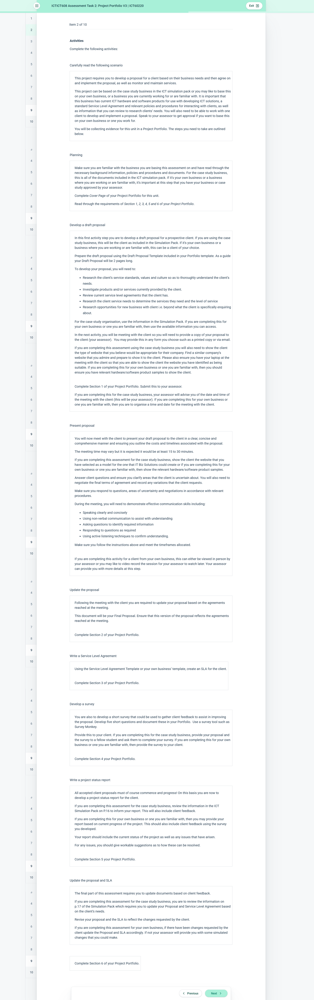 ICTICT608 Assessment Task 2: Project Portfolio V3 | ICT60220
Exit
1
2
3
4
5
6
7
8
9
10
Item 2 of 10
Activities
Complete the following activities:
Carefully read the following scenario
This project requires you to develop a proposal for a client based on their business needs and then agree on
and implement the proposal, as well as monitor and maintain services.
This project can be based on the case study business in the ICT simulation pack or you may like to base this
on your own business, or a business you are currently working for or are familiar with. It is important that
this business has current ICT hardware and software products for use with developing ICT solutions, a
standard Service Level Agreement and relevant policies and procedures for interacting with clients, as well
as information that you can review to research clients' needs. You will also need to be able to work with one
client to develop and implement a proposal. Speak to your assessor to get approval if you want to base this
on your own business or one you work for.
You will be collecting evidence for this unit in a Project Portfolio. The steps you need to take are outlined
below.
3
4
5
6
7
8
9
10
Planning
Make sure you are familiar with the business you are basing this assessment on and have read through the
necessary background information, policies and procedures and documents. For the case study business,
this is all of the documents included in the ICT simulation pack. If it's your own business or a business
where you are working or are familiar with, it's important at this step that you have your business or case
study approved by your assessor.
Complete Cover Page of your Project Portfolio for this unit.
Read through the requirements of Section 1, 2, 3, 4, 5 and 6 of your Project Portfolio.
Develop a draft proposal
In this first activity step you are to develop a draft proposal for a prospective client. If you are using the case
study business, this will be the client as included in the Simulation Pack. If it's your own business or a
business where you are working or are familiar with, this can be a client of your choice.
Prepare the draft proposal using the Draft Proposal Template included in your Portfolio template. As a guide
your Draft Proposal will be 2 pages long.
To develop your proposal, you will need to:
• Research the client's service standards, values and culture so as to thoroughly understand the client's
needs.
• Investigate products and/or services currently provided by the client.
• Review current service level agreements that the client has.
• Research the client service needs to determine the services they need and the level of service
• Research opportunities for new business with client i.e. beyond what the client is specifically enquiring
about.
3
4
5
6
7
8
9
10
For the case study organisation, use the information in the Simulation Pack. If you are completing this for
your own business or one you are familiar with, then use the available information you can access.
In the next activity, you will be meeting with the client so you will need to provide a copy of your proposal to
the client (your assessor).  You may provide this in any form you choose such as a printed copy or via email.
If you are completing this assessment using the case study business you will also need to show the client
the type of website that you believe would be appropriate for their company. Find a similar company's
website that you admire and prepare to show it to the client. Please also ensure you have your laptop at the
meeting with the client so that you are able to show the client the website you have identified as being
suitable. If you are completing this for your own business or one you are familiar with, then you should
ensure you have relevant hardware/software product samples to show the client.
Complete Section 1 of your Project Portfolio. Submit this to your assessor.
If you are completing this for the case study business, your assessor will advise you of the date and time of
the meeting with the client (this will be your assessor). If you are completing this for your own business or
one you are familiar with, then you are to organise a time and date for the meeting with the client.
3
4
5
6
7
8
9
10
Present proposal
You will now meet with the client to present your draft proposal to the client in a clear, concise and
comprehensive manner and ensuring you outline the costs and timelines associated with the proposal.
The meeting time may vary but it is expected it would be at least 15 to 30 minutes.
If you are completing this assessment for the case study business, show the client the website that you
have selected as a model for the one that IT Biz Solutions could create or if you are completing this for your
own business or one you are familiar with, then show the relevant hardware/software product samples.
Answer client questions and ensure you clarify areas that the client is uncertain about. You will also need to
negotiate the final terms of agreement and record any variations that the client requests.
Make sure you respond to questions, areas of uncertainty and negotiations in accordance with relevant
procedures.
During the meeting, you will need to demonstrate effective communication skills including:
• Speaking clearly and concisely
• Using non-verbal communication to assist with understanding
• Asking questions to identify required information
• Responding to questions as required
• Using active listening techniques to confirm understanding.
Make sure you follow the instructions above and meet the timeframes allocated.
If you are completing this activity for a client from your own business, this can either be viewed in person by
your assessor or you may like to video record the session for your assessor to watch later. Your assessor
can provide you with more details at this step.
3
4
5
6
7
8
9
10
Update the proposal
Following the meeting with the client you are required to update your proposal based on the agreements
reached at the meeting.
This document will be your Final Proposal. Ensure that this version of the proposal reflects the agreements
reached at the meeting.
Complete Section 2 of your Project Portfolio.
3
4
5
6
7
8
9
10
Write a Service Level Agreement
Using the Service Level Agreement Template or your own business' template, create an SLA for the client.
Complete Section 3 of your Project Portfolio.
Develop a survey
You are also to develop a short survey that could be used to gather client feedback to assist in improving
the proposal. Develop five short questions and document these in your Portfolio.  Use a survey tool such as
Survey Monkey.
Provide this to your client. If you are completing this for the case study business, provide your proposal and
the survey to a fellow student and ask them to complete your survey. If you are completing this for your own
business or one you are familiar with, then provide the survey to your client.
Complete Section 4 your Project Portfolio.
3
4
5
6
7
8
9
10
Write a project status report
All accepted client proposals must of course commence and progress! On this basis you are now to
develop a project status report for the client.
If you are completing this assessment for the case study business, review the information in the ICT
Simulation Pack on P.16 to inform your report. This will also include client feedback.
If you are completing this for your own business or one you are familiar with, then you may provide your
report based on current progress of the project. This should also include client feedback using the survey
you developed.
Your report should include the current status of the project as well as any issues that have arisen.
For any issues, you should give workable suggestions as to how these can be resolved.
Complete Section 5 your Project Portfolio.
3
4
5
6
7
8
9
10
Update the proposal and SLA
The final part of this assessment requires you to update documents based on client feedback.
If you are completing this assessment for the case study business, you are to review the information on
p.17 of the Simulation Pack which requires you to update your Proposal and Service Level Agreement based
on the client's needs.
Revise your proposal and the SLA to reflect the changes requested by the client.
If you are completing this assessment for your own business, if there have been changes requested by the
client update the Proposal and SLA accordingly. If not your assessor will provide you with some simulated
changes that you could make.
3
4
5
6
7
8
9
10
Complete Section 6 of your Project Portfolio.
Previous
Next